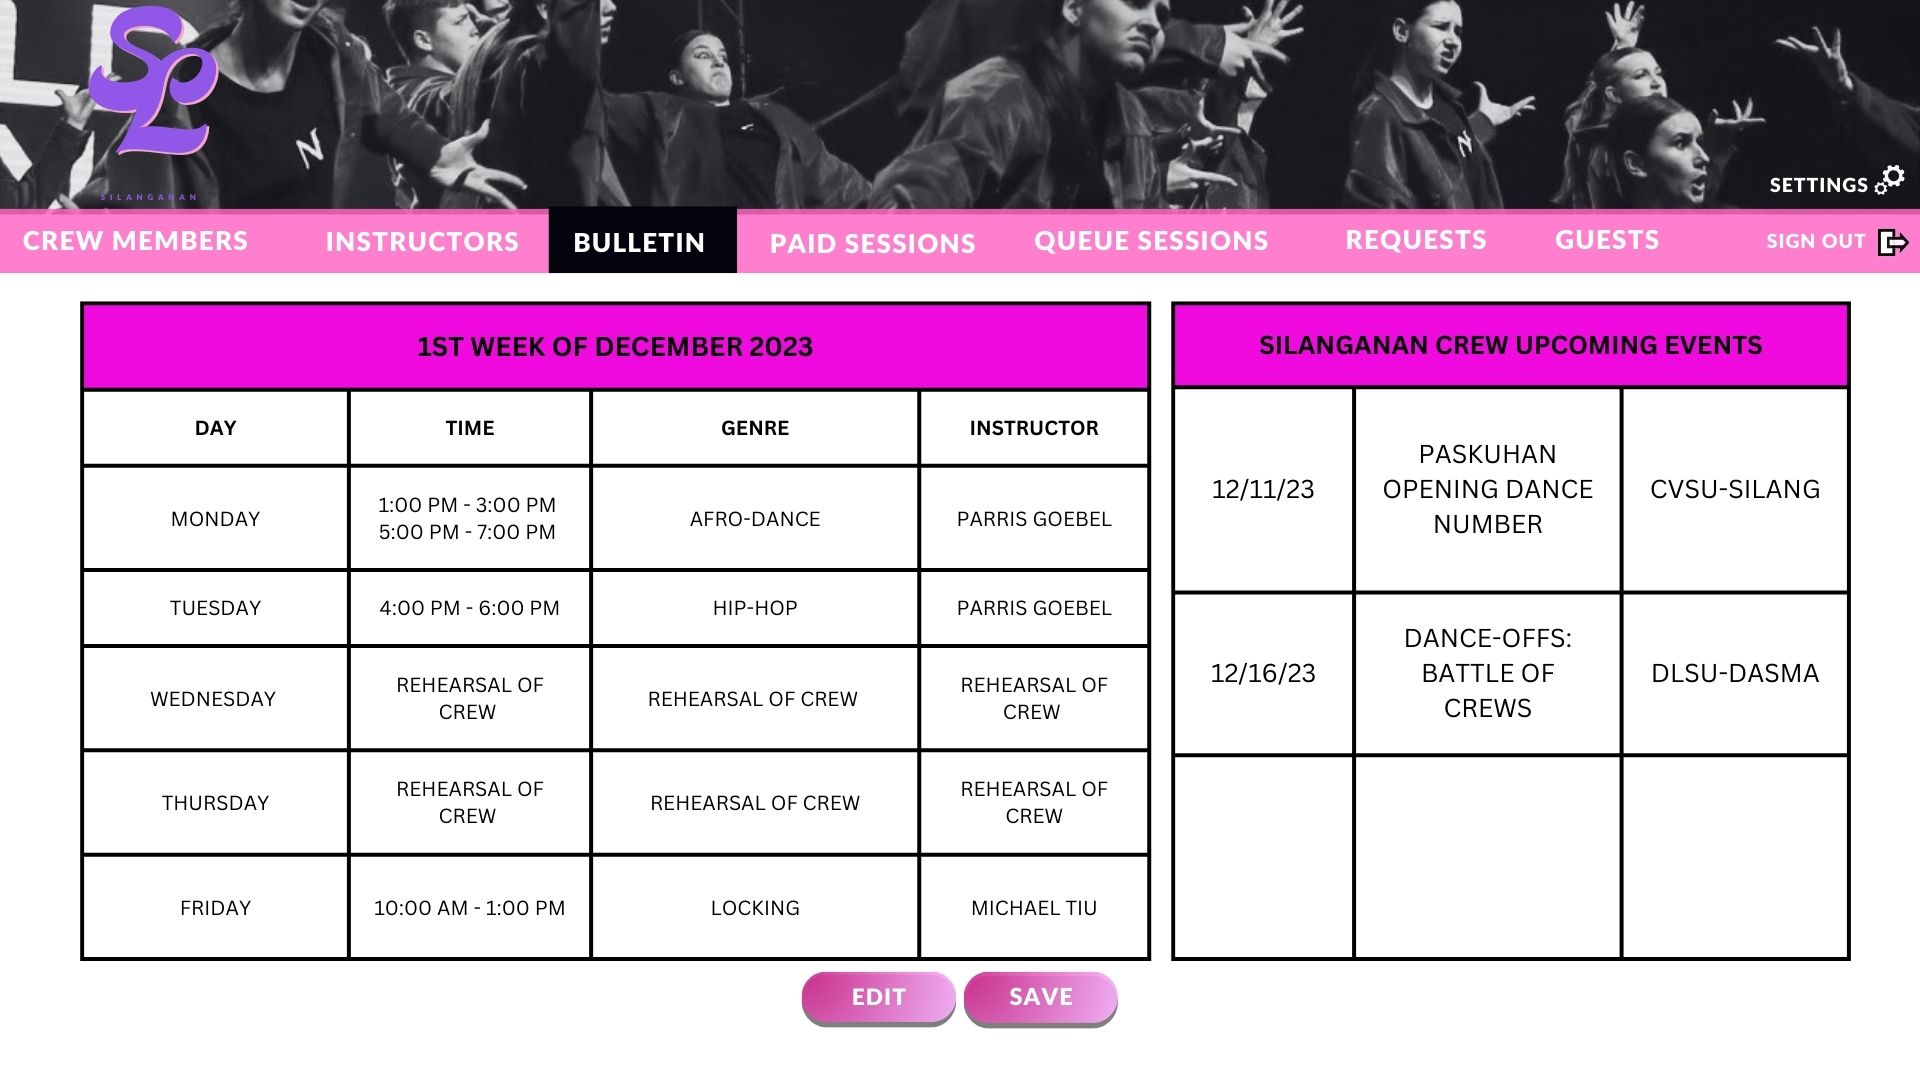 SL
SILANGANAN
N
N
SETTINGS
CREW MEMBERS
INSTRUCTORS
BULLETIN
PAID SESSIONS
QUEUE SESSIONS
REQUESTS
GUESTS
SIGN OUT
1ST WEEK OF DECEMBER 2023
DAY
TIME
GENRE
INSTRUCTOR
MONDAY
1:00 PM - 3:00 PM
5:00 PM - 7:00 PM
AFRO-DANCE
PARRIS GOEBEL
TUESDAY
4:00 PM - 6:00 PM
HIP-HOP
PARRIS GOEBEL
WEDNESDAY
REHEARSAL OF
CREW
REHEARSAL OF CREW
REHEARSAL OF
CREW
THURSDAY
REHEARSAL OF
CREW
REHEARSAL OF CREW
REHEARSAL OF
CREW
FRIDAY
10:00 AM - 1:00 PM
LOCKING
MICHAEL TIU
SILANGANAN CREW UPCOMING EVENTS
12/11/23
PASKUHAN
OPENING DANCE
NUMBER
CVSU-SILANG
12/16/23
DANCE-OFFS:
BATTLE OF
CREWS
DLSU-DASMA
EDIT
SAVE